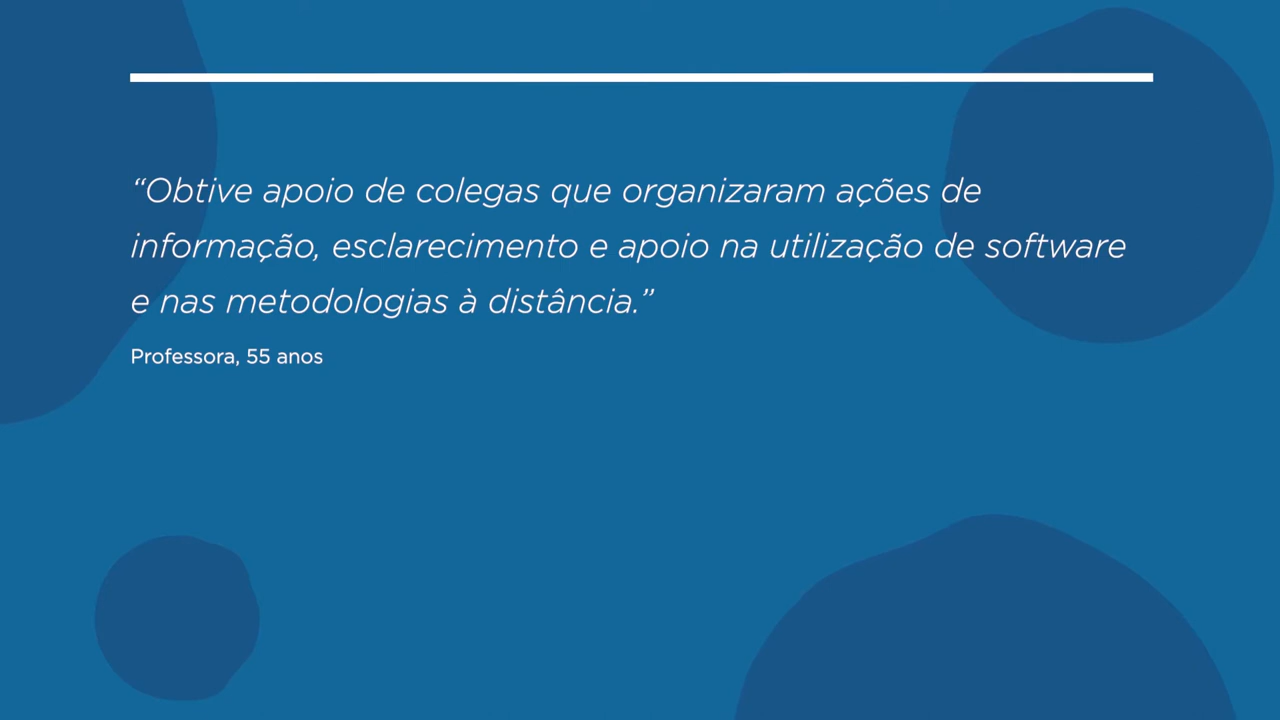 “Obtive apoio de colegas que organizaram ações de
informação, esclarecimento e apoio na utilização de software
e nas metodologias à distância.”
Professora, 55 anos